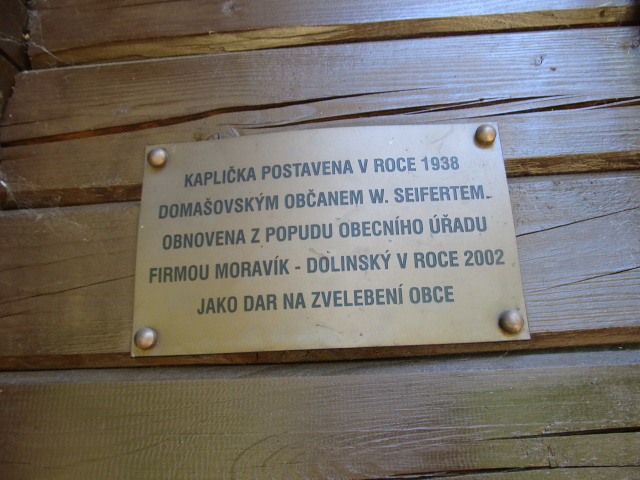 KAPLIČKA POSTAVENA V ROCE 1938
DOMAŠOVSKÝM OBČANEM W. SEIFERTEM.
OBNOVENA Z POPUDU OBECNÍHO ÚŘADU
FIRMOU MORAVÍK - DOLINSKÝ V ROCE 2002
JAKO DAR NA ZVELEBENÍ OBCE